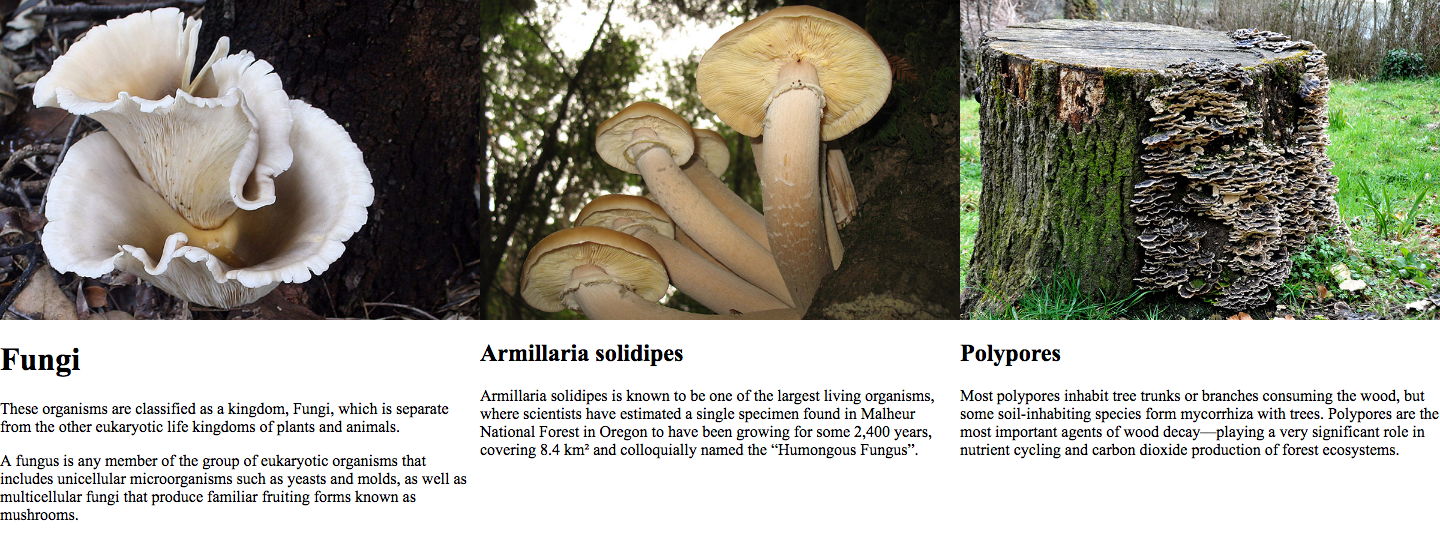 Fungi
These organisms are classified as a kingdom, Fungi, which is separate
from the other eukaryotic life kingdoms of plants and animals.
A fungus is any member of the group of eukaryotic organisms that
includes unicellular microorganisms such as yeasts and molds, as well as
multicellular fungi that produce familiar fruiting forms known as
mushrooms.
Armillaria solidipes
Armillaria solidipes is known to be one of the largest living organisms,
where scientists have estimated a single specimen found in Malheur
National Forest in Oregon to have been growing for some 2,400 years,
covering 8.4 km² and colloquially named the “Humongous Fungus”.
Polypores
Most polypores inhabit tree trunks or branches consuming the wood, but
some soil-inhabiting species form mycorrhiza with trees. Polypores are the
most important agents of wood decay—playing a very significant role in
nutrient cycling and carbon dioxide production of forest ecosystems.